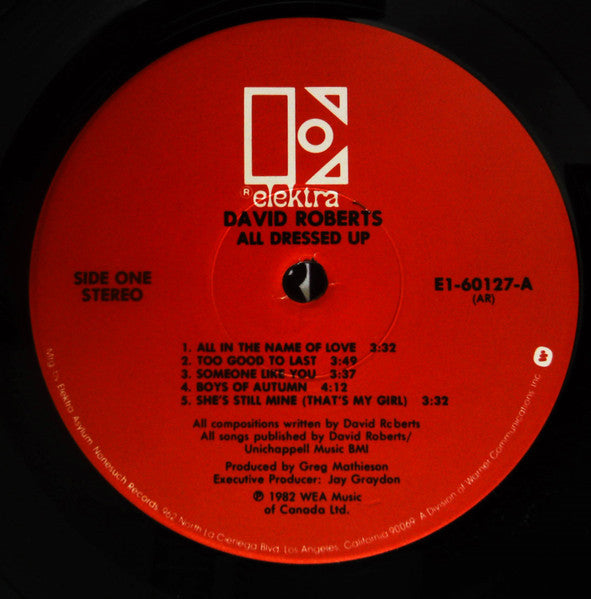 ® elektra
DAVID ROBERTS
ALL DRESSED UP
SIDE ONE
STEREO
E1-60127-A
(AR)
1. ALL IN THE NAME OF LOVE 3:32
2. TOO GOOD TO LAST 3:49
3. SOMEONE LIKE YOU 3:37
4. BOYS OF AUTUMN 4:12
5. SHE'S STILL MINE (THAT'S MY GIRL) 3:32
All compositions written by David Roberts
All songs published by David Roberts/
Unichappell Music BMI
Produced by Greg Mathieson
Executive Producer: Jay Graydon
℗ 1982 WEA Music
of Canada Ltd.
Mfg. by Elektra/Asylum/Nonesuch Records, 962 North La Cienega Blvd., Los Angeles, California 90069. A Division of Warner Communications, Inc.